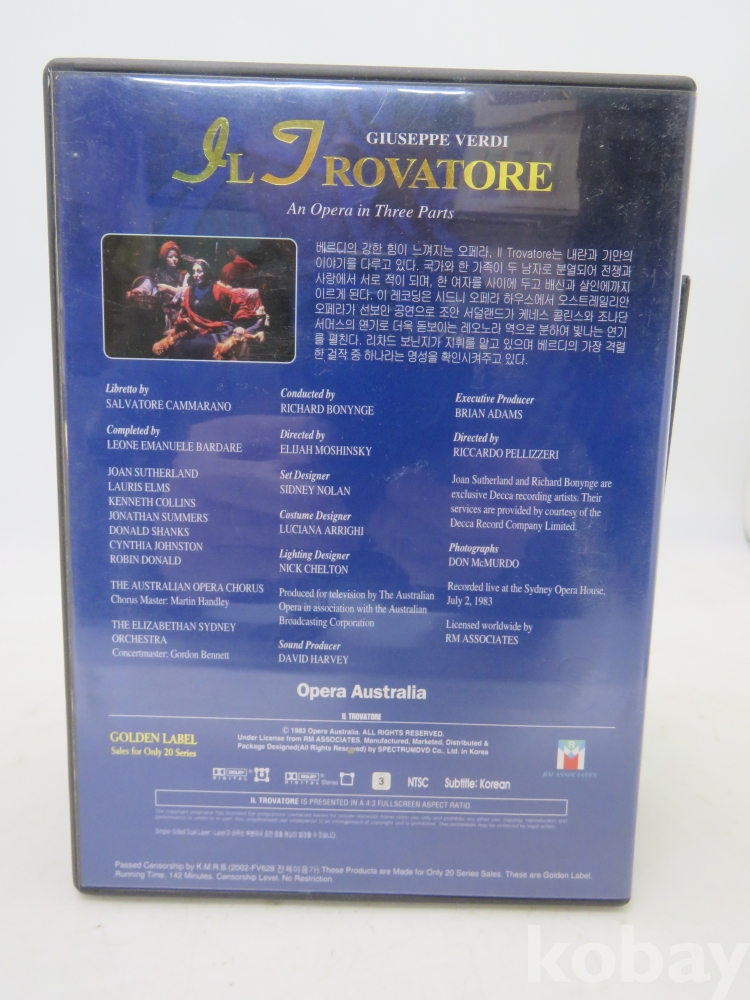 GIUSEPPE VERDI
IL TROVATORE
An Opera in Three Parts
베르디의 강한 힘이 느껴지는 오페라, Il Trovatore는 내란과 기만의
이야기를 다루고 있다. 국가와 한 가족이 두 남자로 분열되어 전쟁과
사랑에서 서로 적이 되며, 한 여자를 사이에 두고 배신과 살인에까지
이르게 된다. 이 레코딩은 시드니 오페라 하우스에서 오스트레일리안
오페라가 선보안 공연으로 조안 서덜랜드가 케네스 콜린스와 조나단
서머스의 연기로 더욱 돋보이는 레오노라 역으로 분하여 빛나는 연기
를 펼친다. 리차드 보닌지가 지휘를 맡고 있으며 베르디의 가장 격렬
한 걸작 중 하나라는 명성을 확인시켜주고 있다.
Libretto by
SALVATORE CAMMARANO
Completed by
LEONE EMANUELE BARDARE
JOAN SUTHERLAND
LAURIS ELMS
KENNETH COLLINS
JONATHAN SUMMERS
DONALD SHANKS
CYNTHIA JOHNSTON
ROBIN DONALD
THE AUSTRALIAN OPERA CHORUS
Chorus Master: Martin Handley
THE ELIZABETHAN SYDNEY
ORCHESTRA
Concertmaster: Gordon Bennett
Conducted by
RICHARD BONYNGE
Directed by
ELIJAH MOSHINSKY
Set Designer
SIDNEY NOLAN
Costume Designer
LUCIANA ARRIGHI
Lighting Designer
NICK CHELTON
Produced for television by The Australian
Opera in association with the Australian
Broadcasting Corporation
Sound Producer
DAVID HARVEY
Executive Producer
BRIAN ADAMS
Directed by
RICCARDO PELLIZZERI
Joan Sutherland and Richard Bonynge are
exclusive Decca recording artists. Their
services are provided by courtesy of the
Decca Record Company Limited.
Photographs
DON McMURDO
Recorded live at the Sydney Opera House,
July 2, 1983
Licensed worldwide by
RM ASSOCIATES
Opera Australia
IL TROVATORE
GOLDEN LABEL
Sales for Only 20 Series
© 1983 Opera Australia. ALL RIGHTS RESERVED.
Under License from RM ASSOCIATES. Manufactured, Marketed, Distributed &
Package Designed(All Rights Reserved) by SPECTRUMDVD Co., Ltd. in Korea
RM ASSOCIATES
DOLBY DIGITAL
DOLBY DIGITAL
3
NTSC
Subtitle: Korean
IL TROVATORE IS PRESENTED IN A 4:3 FULLSCREEN ASPECT RATIO.
Passed Censorship by K.M.R.B (2002-FV628 전체이용가) These Products are Made for Only 20 Series Sales. These are Golden Label.
Running Time: 142 Minutes. Censorship Level. No Restriction.
kobay